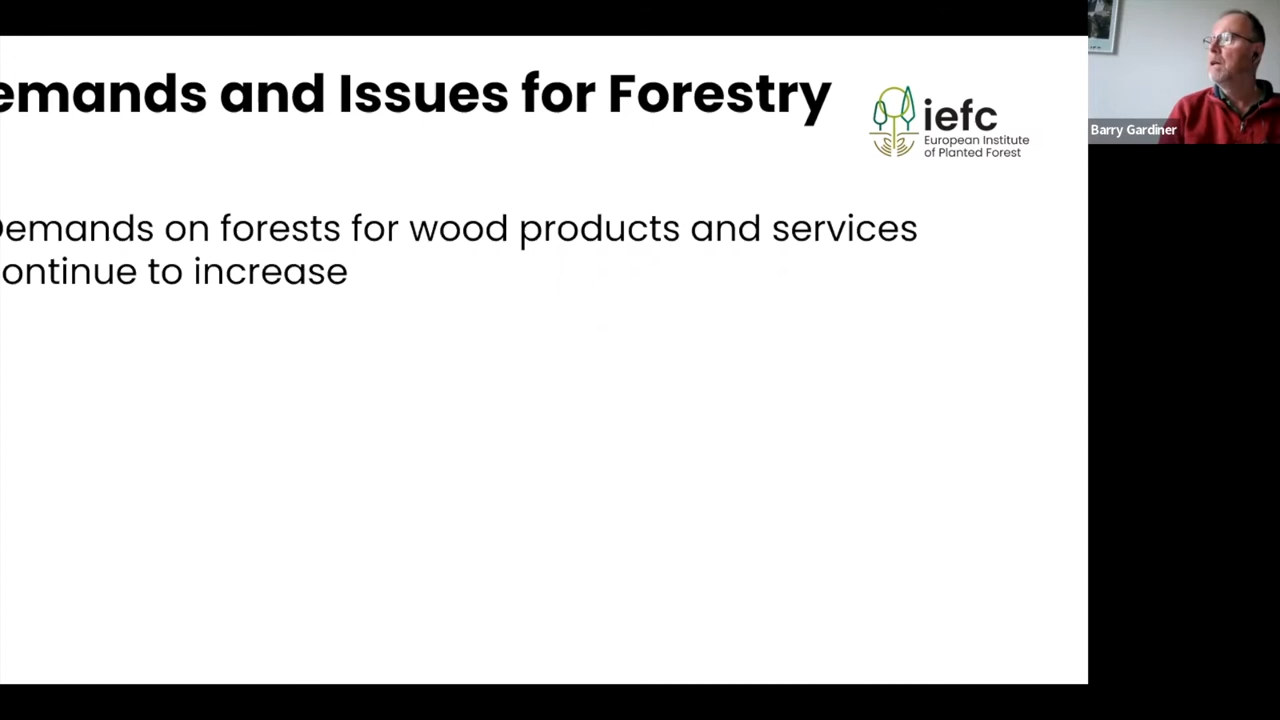 emands and Issues for Forestry
iefc
European Institute
of Planted Forest
Barry Gardiner
emands on forests for wood products and services
ontinue to increase